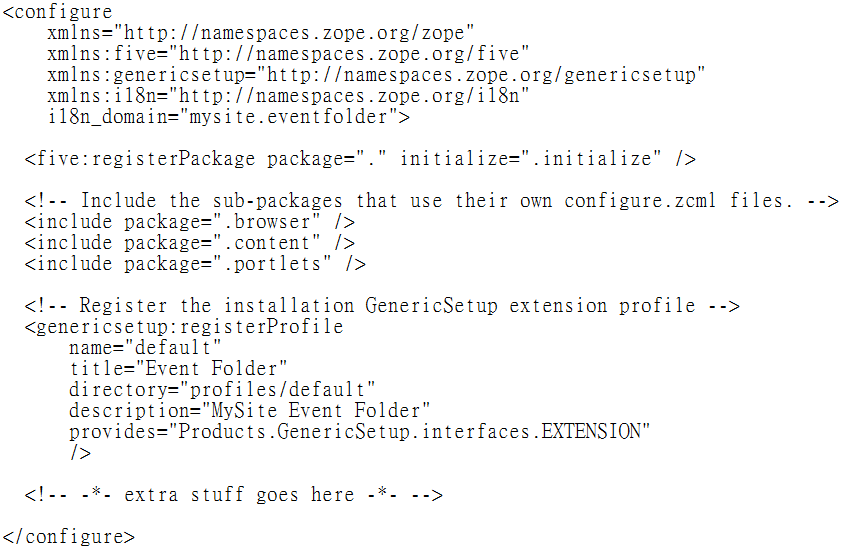 <configure
    xmlns="http://namespaces.zope.org/zope"
    xmlns:five="http://namespaces.zope.org/five"
    xmlns:genericsetup="http://namespaces.zope.org/genericsetup"
    xmlns:i18n="http://namespaces.zope.org/i18n"
    i18n_domain="mysite.eventfolder">

  <five:registerPackage package="." initialize=".initialize" />

  <!-- Include the sub-packages that use their own configure.zcml files. -->
  <include package=".browser" />
  <include package=".content" />
  <include package=".portlets" />

  <!-- Register the installation GenericSetup extension profile -->
  <genericsetup:registerProfile
      name="default"
      title="Event Folder"
      directory="profiles/default"
      description="MySite Event Folder"
      provides="Products.GenericSetup.interfaces.EXTENSION"
      />

  <!-- -*- extra stuff goes here -*- -->

</configure>